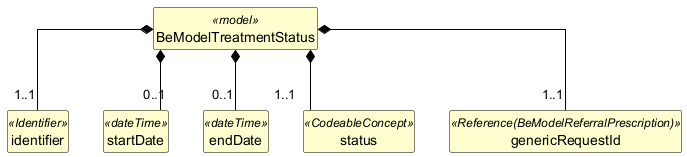 «model»
BeModelTreatmentStatus
1..1
0..1
0..1
1..1
1..1
«Identifier»
identifier
«dateTime»
startDate
«dateTime»
endDate
«CodeableConcept»
status
«Reference(BeModelReferralPrescription)»
genericRequestId